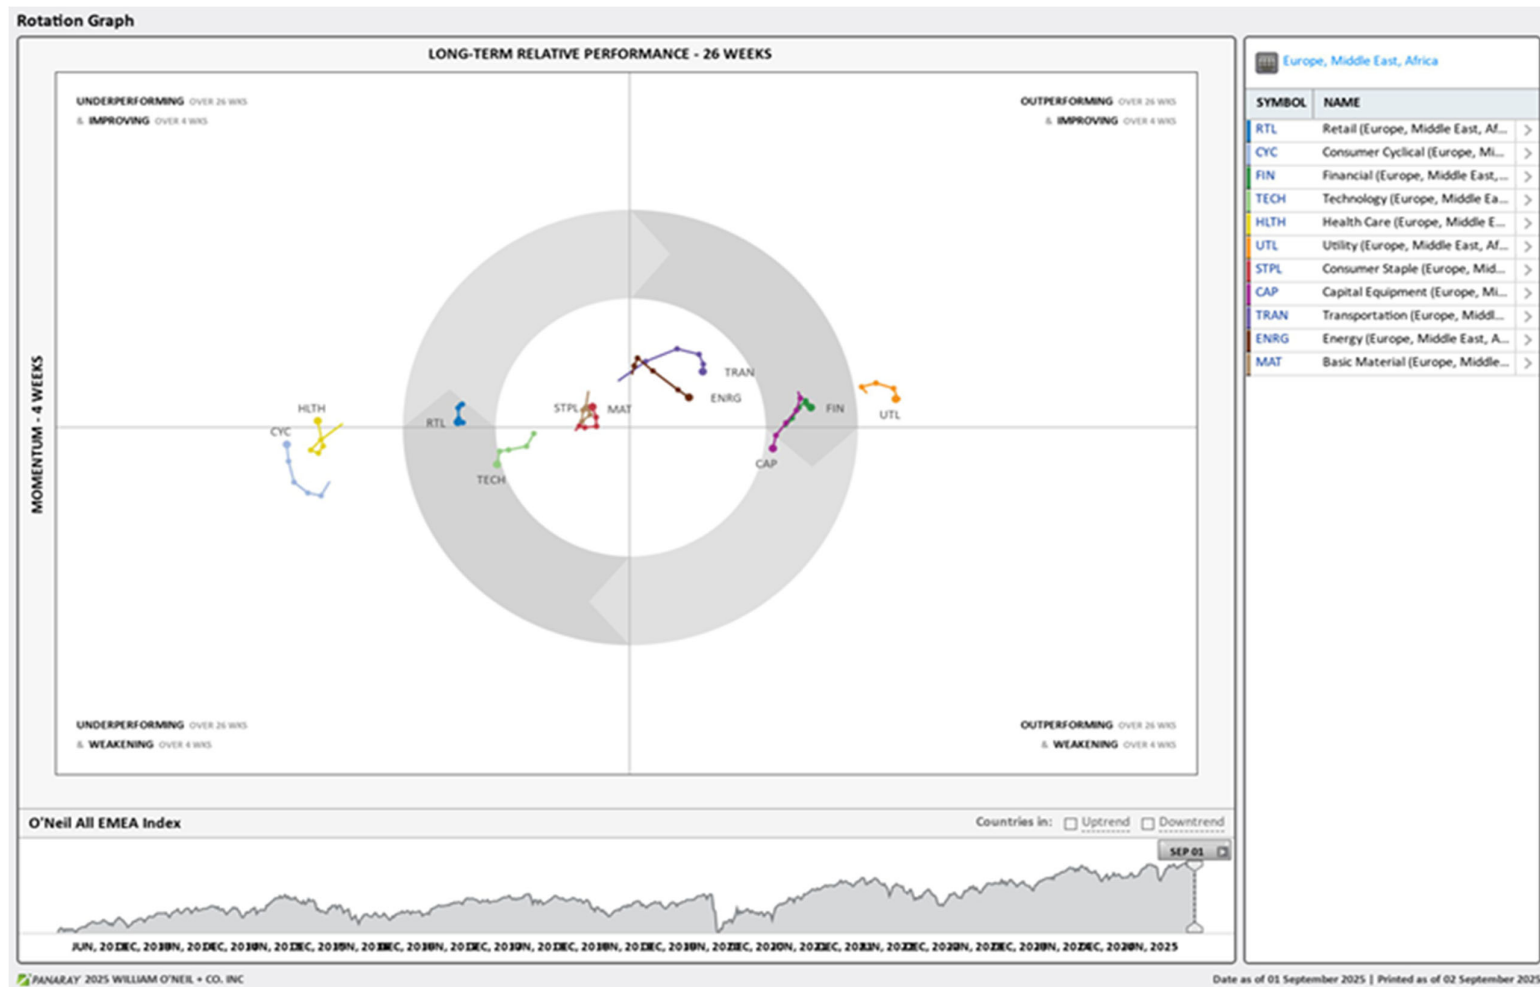 Rotation Graph
LONG-TERM RELATIVE PERFORMANCE - 26 WEEKS
UNDERPERFORMING OVER 26 WKS
& IMPROVING OVER 4 WKS
OUTPERFORMING OVER 26 WKS
& IMPROVING OVER 4 WKS
MOMENTUM - 4 WEEKS
TRAN
ENRG
HLTH
STPL
MAT
FIN
UTL
RTL
CYC
CAP
TECH
UNDERPERFORMING OVER 26 WKS
& WEAKENING OVER 4 WKS
OUTPERFORMING OVER 26 WKS
& WEAKENING OVER 4 WKS
O'Neil All EMEA Index
Countries in: Uptrend Downtrend
SEP 01
JUN, 2025
PANARAY 2025 WILLIAM O'NEIL + CO. INC
Europe, Middle East, Africa
SYMBOL NAME
RTL Retail (Europe, Middle East, Af...
CYC Consumer Cyclical (Europe, Mi...
FIN Financial (Europe, Middle East,...
TECH Technology (Europe, Middle Ea...
HLTH Health Care (Europe, Middle E...
UTL Utility (Europe, Middle East, Af...
STPL Consumer Staple (Europe, Mid...
CAP Capital Equipment (Europe, Mi...
TRAN Transportation (Europe, Middl...
ENRG Energy (Europe, Middle East, A...
MAT Basic Material (Europe, Middle...
Date as of 01 September 2025 | Printed as of 02 September 2025